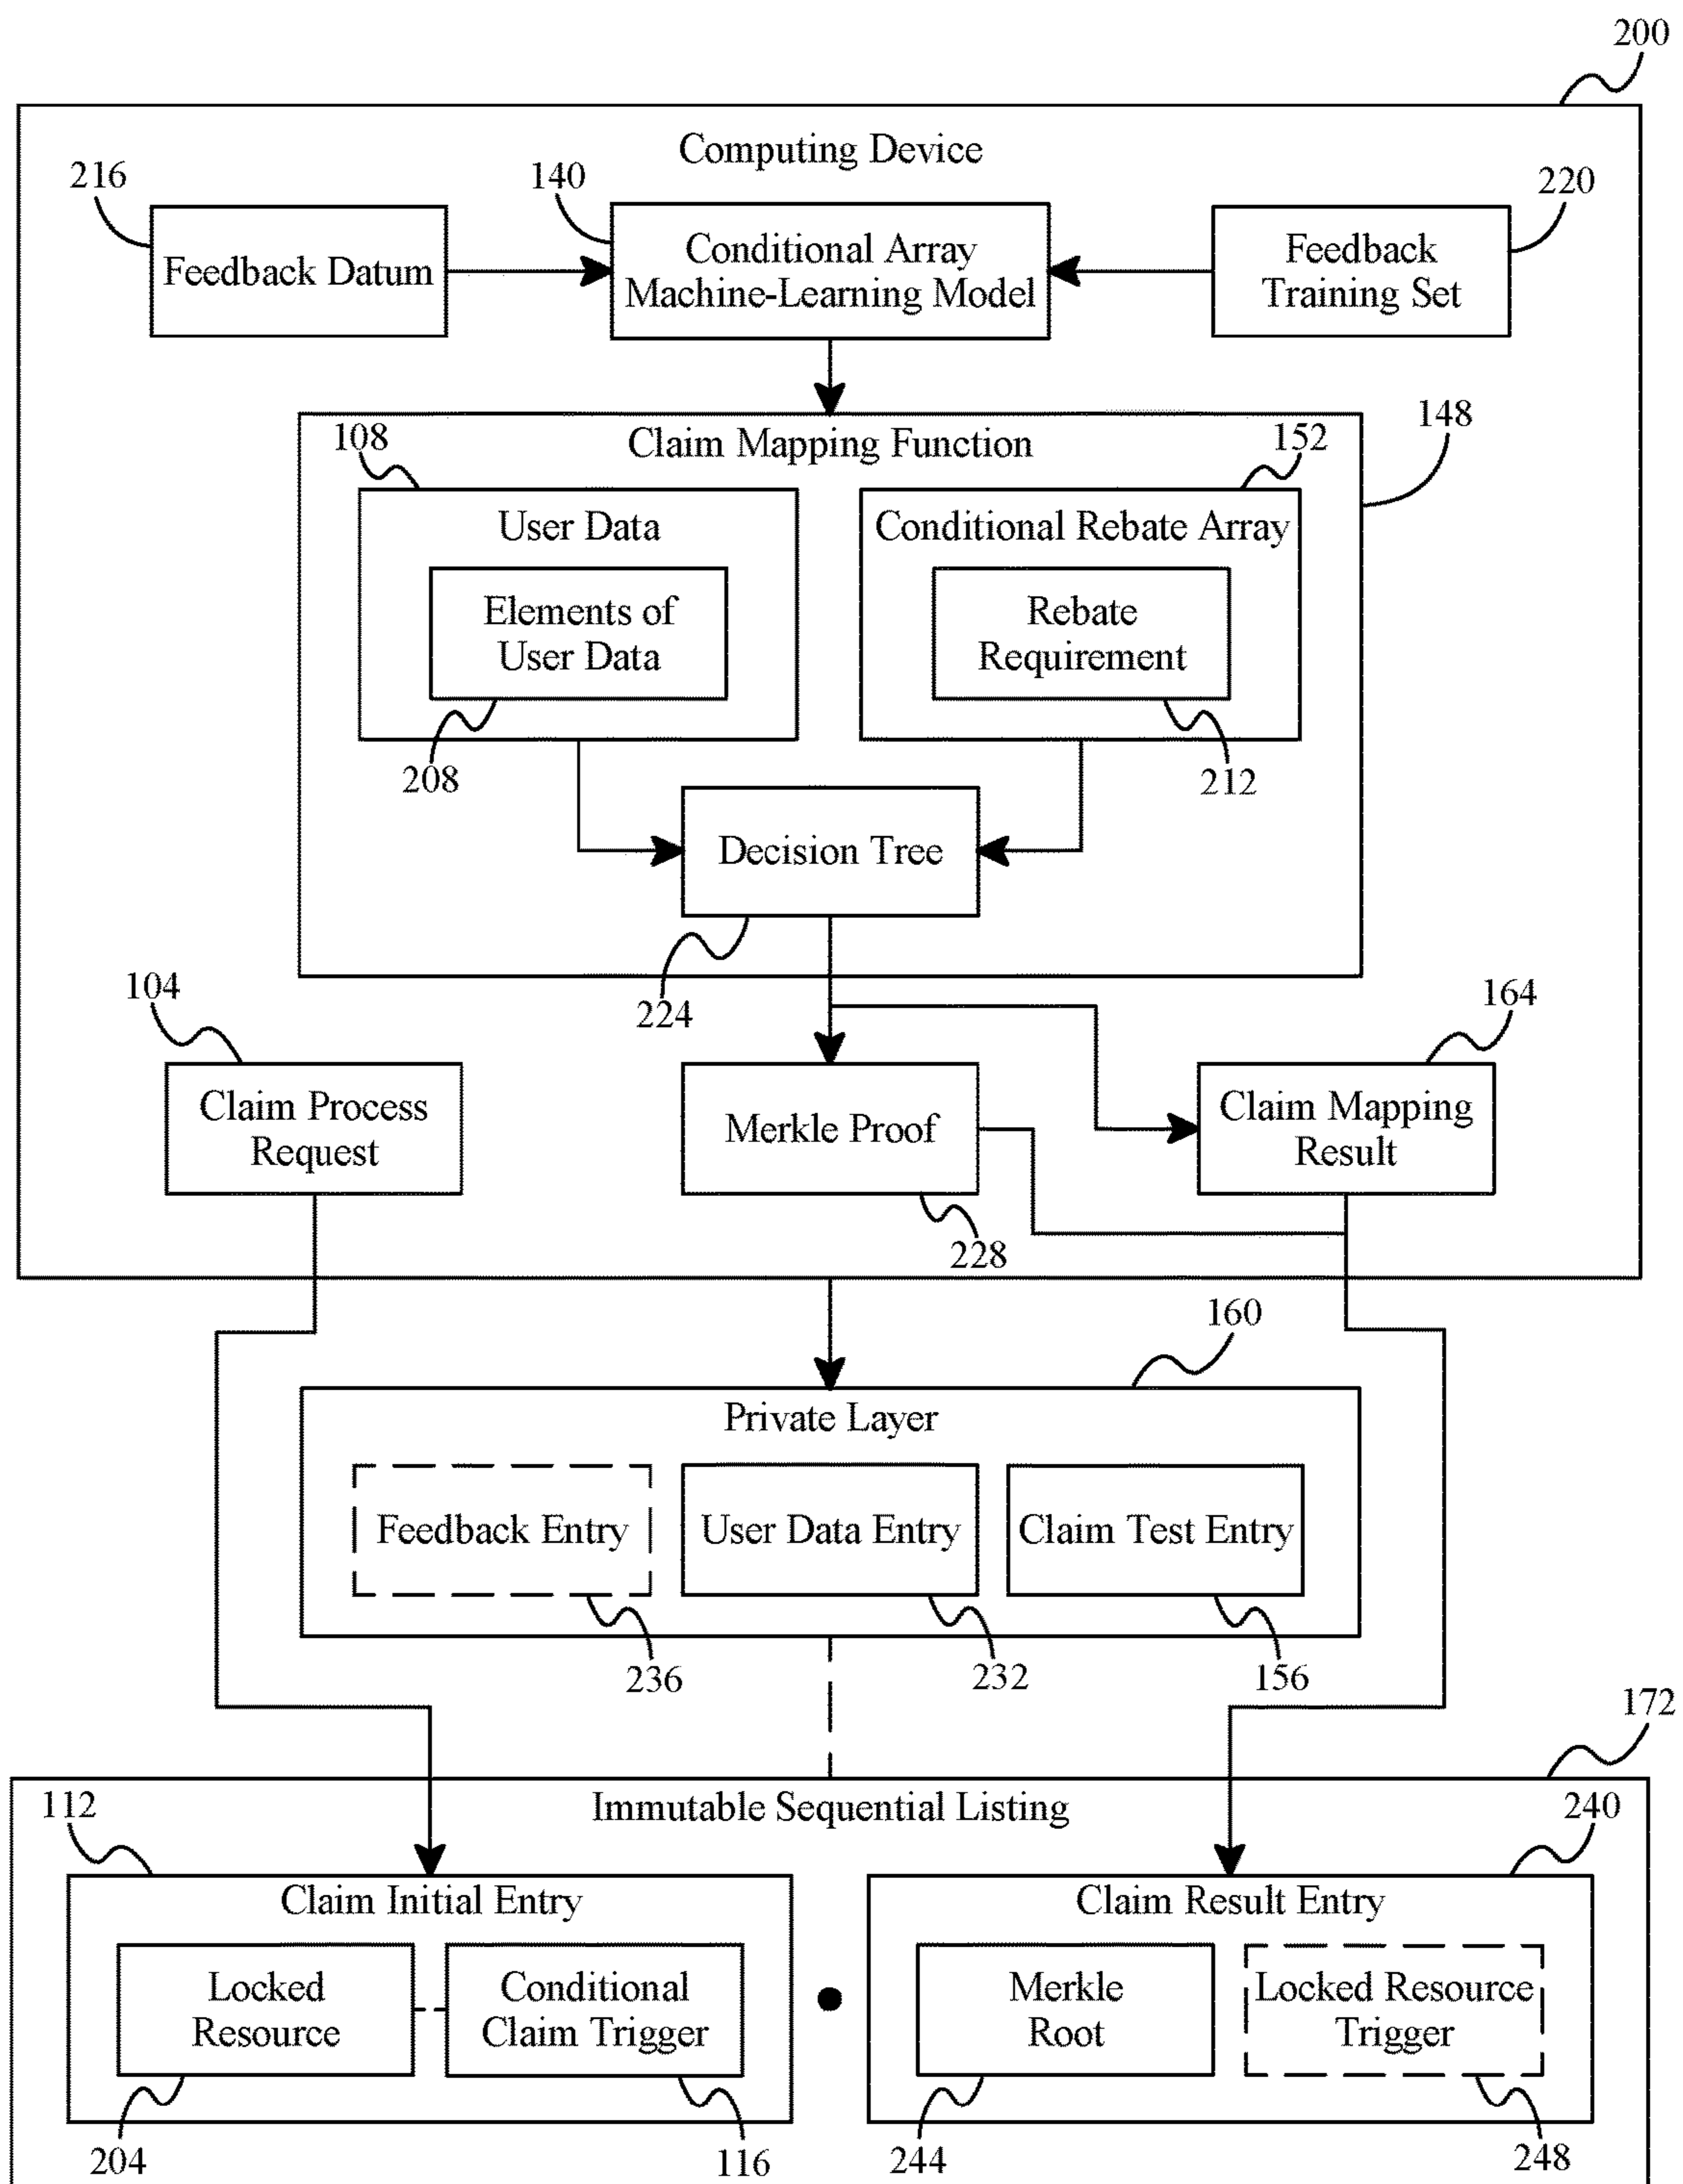 200
Computing Device
216
140
220
Feedback Datum
Conditional Array
Machine-Learning Model
Feedback
Training Set
148
108
Claim Mapping Function
152
User Data
Conditional Rebate Array
Elements of
User Data
Rebate
Requirement
208
212
Decision Tree
224
104
164
Claim Process
Request
Merkle Proof
Claim Mapping
Result
228
160
Private Layer
Feedback Entry
User Data Entry
Claim Test Entry
236
232
156
172
112
Immutable Sequential Listing
240
Claim Initial Entry
Claim Result Entry
Locked
Resource
Conditional
Claim Trigger
Merkle
Root
Locked Resource
Trigger
204
116
244
248